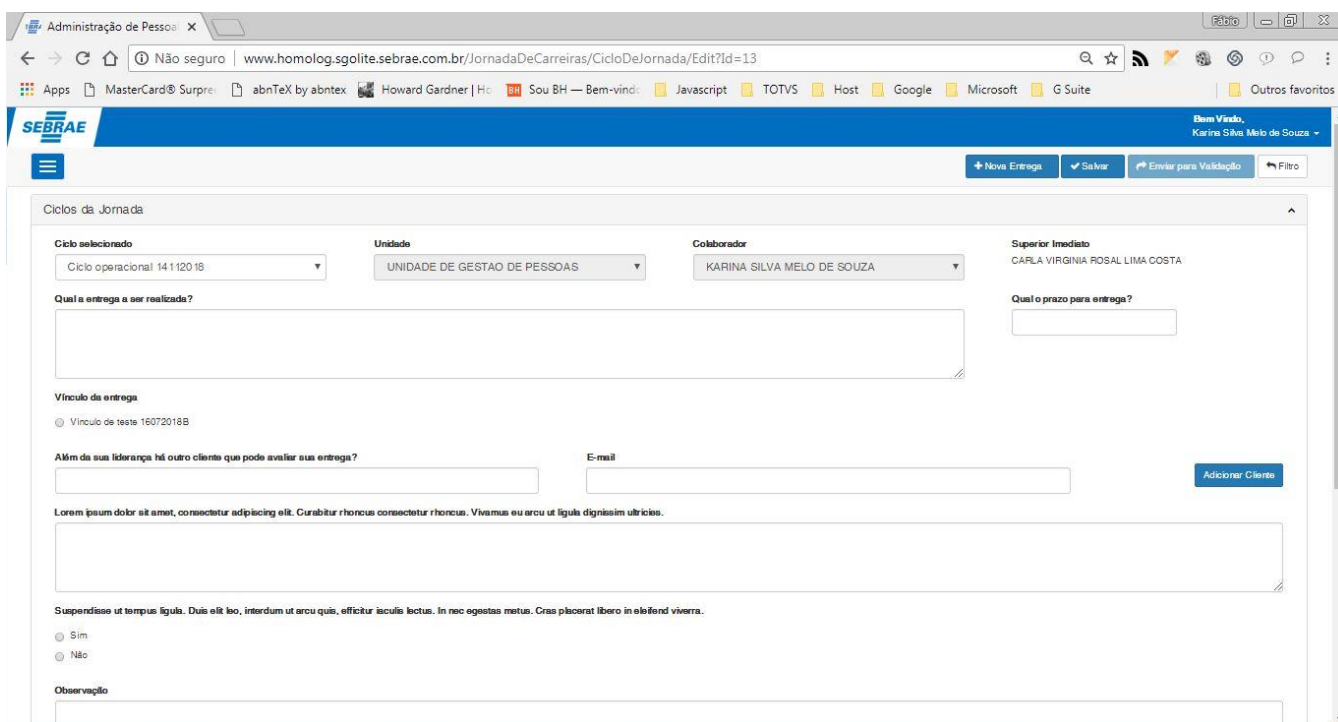 Administração de Pessoa
Fábio
Não seguro | www.homolog.sgolite.sebrae.com.br/JornadaDeCarreiras/CicloDeJornada/Edit?Id=13
Apps MasterCard® Surpre abnTeX by abntex Howard Gardner | Ho BH Sou BH — Bem-vindo Javascript TOTVS Host Google Microsoft G Suite Outros favoritos
SEBRAE
Bem Vindo,
Karina Silva Melo de Souza
+ Nova Entrega Salvar Enviar para Validação Filtro
Ciclos da Jornada
Ciclo selecionado Unidade Colaborador Superior Imediato
Ciclo operacional 14112018 UNIDADE DE GESTAO DE PESSOAS KARINA SILVA MELO DE SOUZA CARLA VIRGINIA ROSAL LIMA COSTA
Qual a entrega a ser realizada? Qual o prazo para entrega?
Vínculo da entrega
Vinculo de teste 16072018B
Além da sua liderança há outro cliente que pode avaliar sua entrega? E-mail
Adicionar Cliente
Lorem ipsum dolor sit amet, consectetur adipiscing elit. Curabitur rhoncus consectetur rhoncus. Vivamus eu arcu ut ligula dignissim ultricies.
Suspendisse ut tempus ligula. Duis elit leo, interdum ut arcu quis, efficitur iaculis lectus. In nec egestas metus. Cras placerat libero in eleifend viverra.
Sim
Não
Observação